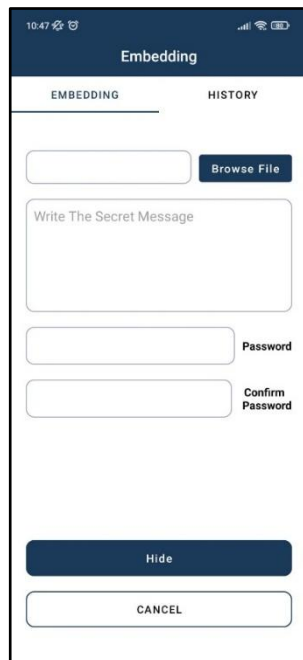 10:47
Embedding
EMBEDDING HISTORY
Browse File
Write The Secret Message
Password
Confirm
Password
Hide
CANCEL